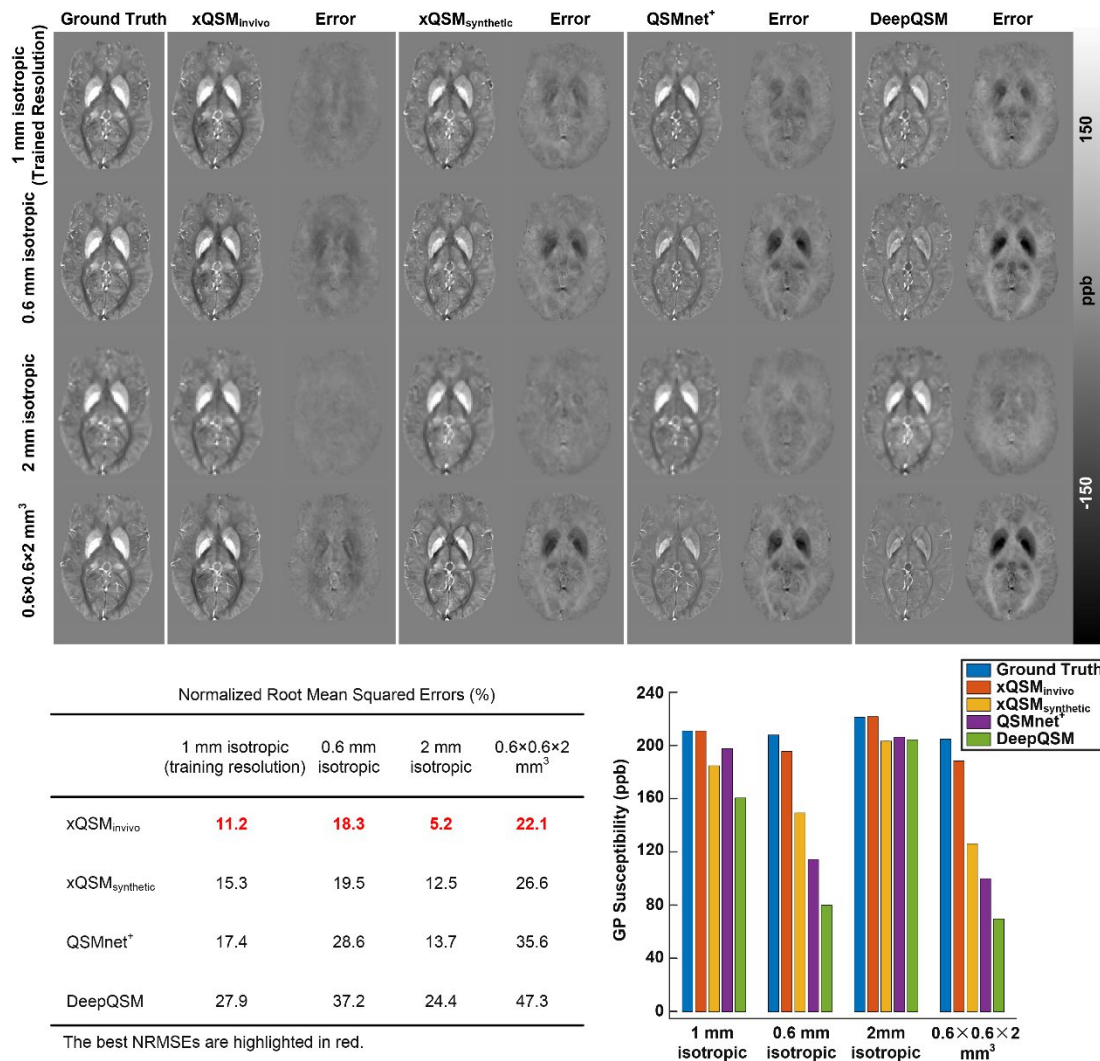 Ground Truth xQSMinvivo Error xQSMsynthetic Error QSMnet+ Error DeepQSM Error
1 mm isotropic
(Trained Resolution)
0.6 mm isotropic
2 mm isotropic
0.6×0.6×2 mm³
150
ppb
-150
Normalized Root Mean Squared Errors (%)
1 mm isotropic 0.6 mm 2 mm 0.6×0.6×2
(training resolution) isotropic isotropic mm³
xQSMinvivo 11.2 18.3 5.2 22.1
xQSMsynthetic 15.3 19.5 12.5 26.6
QSMnet+ 17.4 28.6 13.7 35.6
DeepQSM 27.9 37.2 24.4 47.3
The best NRMSEs are highlighted in red.
Ground Truth
xQSMinvivo
xQSMsynthetic
QSMnet+
DeepQSM
GP Susceptibility (ppb)
240
200
160
120
80
40
0
1 mm 0.6 mm 2mm 0.6×0.6×2
isotropic isotropic isotropic mm³